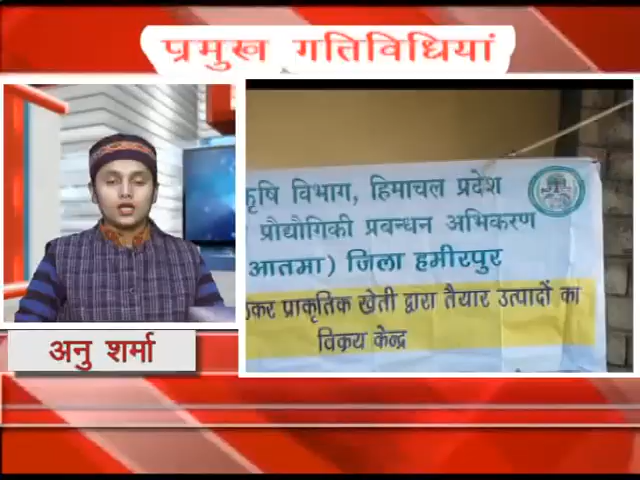 प्रमुख गतिविधियां
कृषि विभाग, हिमाचल प्रदेश
प्रौद्योगिकी प्रबन्धन अभिकरण
आतमा) जिला हमीरपुर
प्राकृतिक खेती द्वारा तैयार उत्पादों का
विक्रय केन्द्र
अनु शर्मा